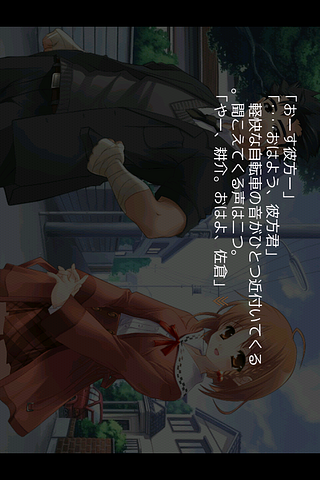 「おーす彼方ー」
「…おはよう、彼方君」
　軽快な自転車の音がひとつ近付いてくる
。聞こえてくる声は二つ。
「やー、耕介。おはよ、佐倉」